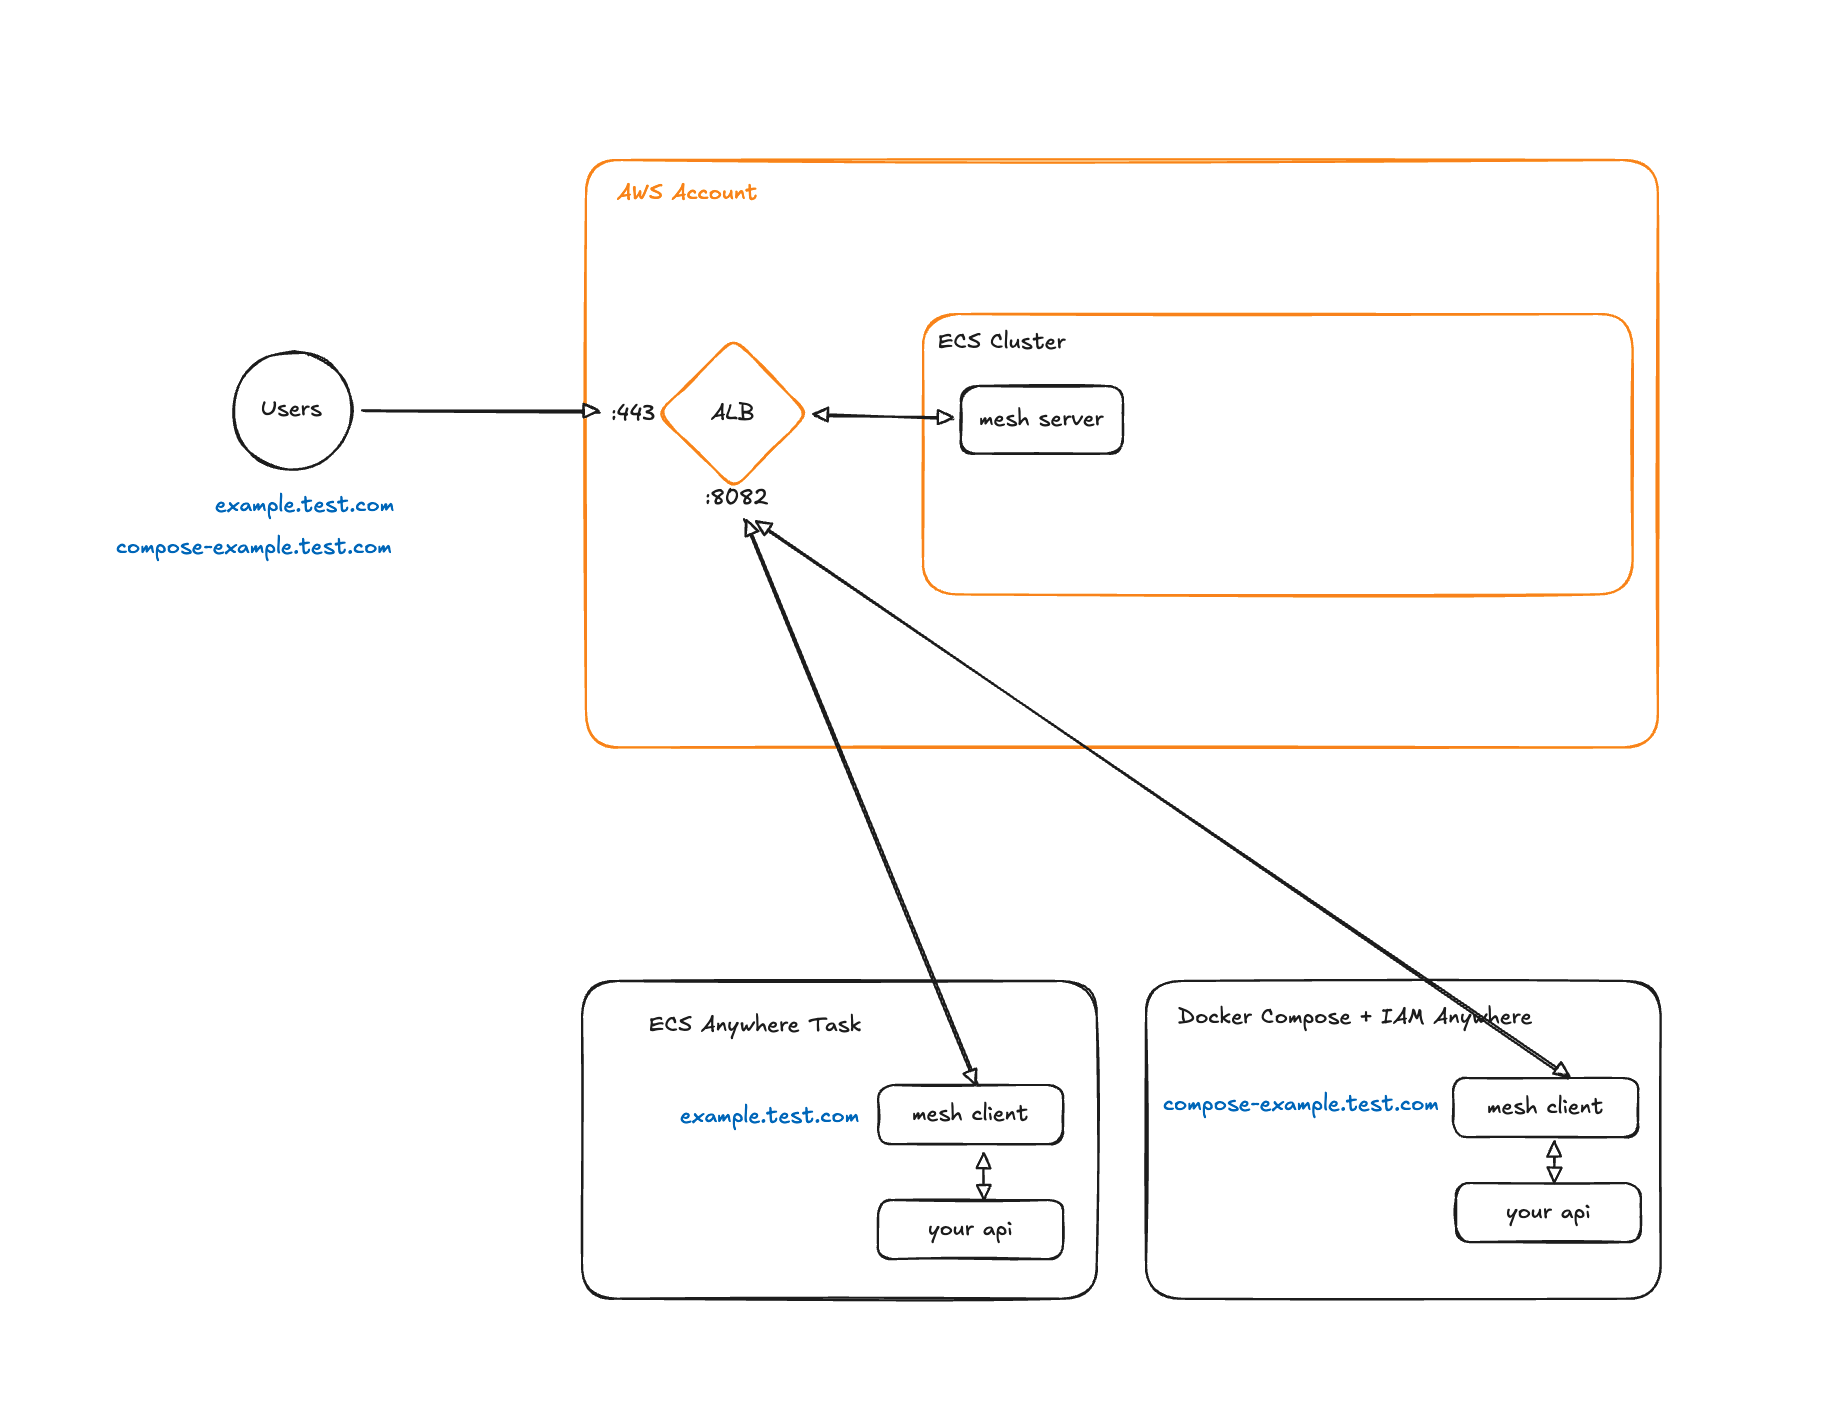 AWS Account
ECS Cluster
Users
:443
ALB
mesh server
:8082
example.test.com
compose-example.test.com
ECS Anywhere Task
Docker Compose + IAM Anywhere
example.test.com
mesh client
compose-example.test.com
mesh client
your api
your api